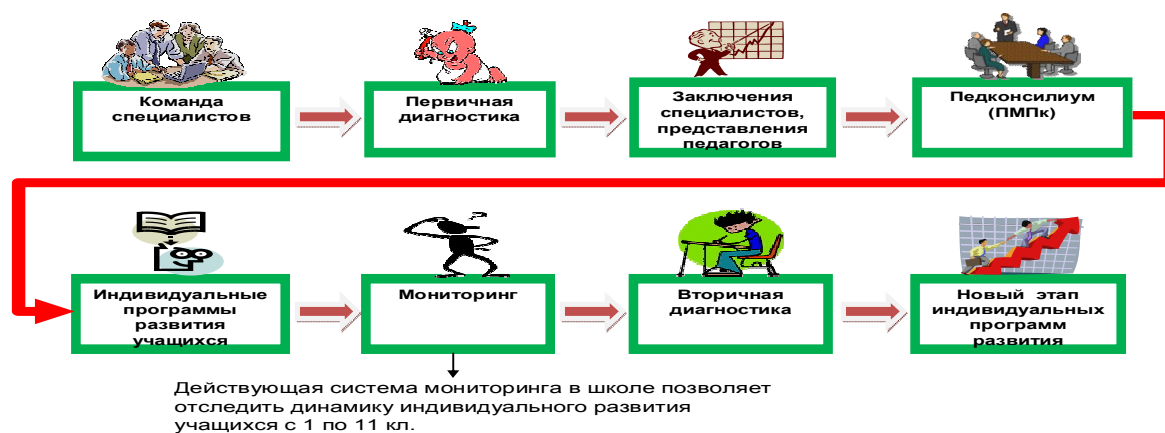 Команда
специалистов
Первичная
диагностика
Заключения
специалистов,
представления
педагогов
Педконсилиум
(ПМПк)
Индивидуальные
программы
развития
учащихся
Мониторинг
Вторичная
диагностика
Новый этап
индивидуальных
программ
развития
Действующая система мониторинга в школе позволяет
отследить динамику индивидуального развития
учащихся с 1 по 11 кл.